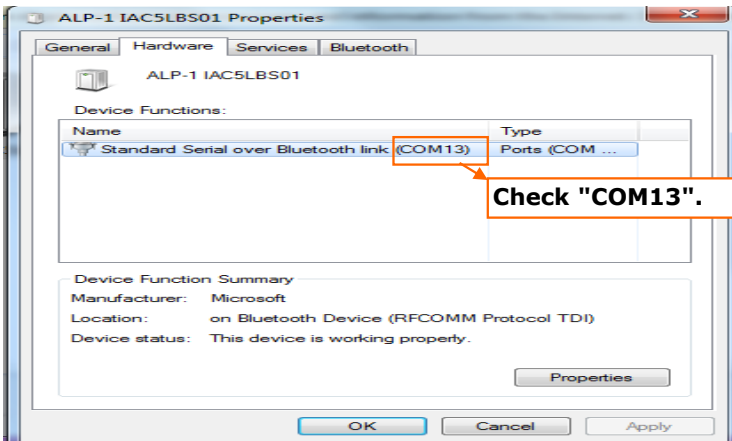 ALP-1 IAC5LBS01 Properties
General Hardware Services Bluetooth
ALP-1 IAC5LBS01
Device Functions:
Name Type
Standard Serial over Bluetooth link (COM13) Ports (COM ...
Check "COM13".
Device Function Summary
Manufacturer: Microsoft
Location: on Bluetooth Device (RFCOMM Protocol TDI)
Device status: This device is working properly.
Properties
OK Cancel Apply